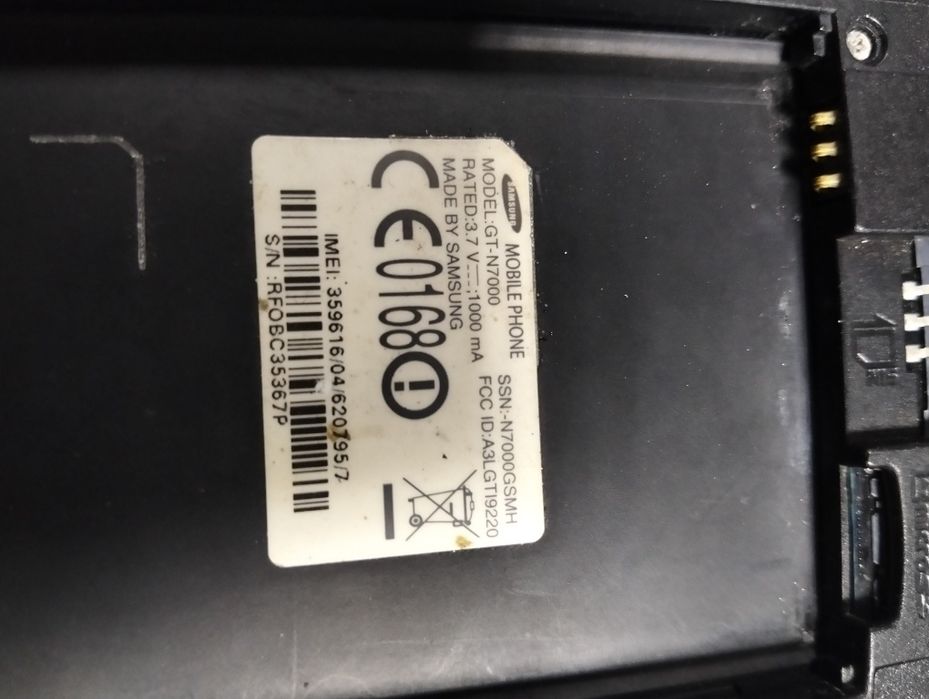 SAMSUNG MOBILE PHONE
MODEL:GT-N7000 SSN:-N7000GSMH
RATED:3.7 V⎓;1000 mA FCC ID:A3LGTI9220
MADE BY SAMSUNG
CE0168
IMEI: 359616/04/620795/7
S/N :RFOBC35367P